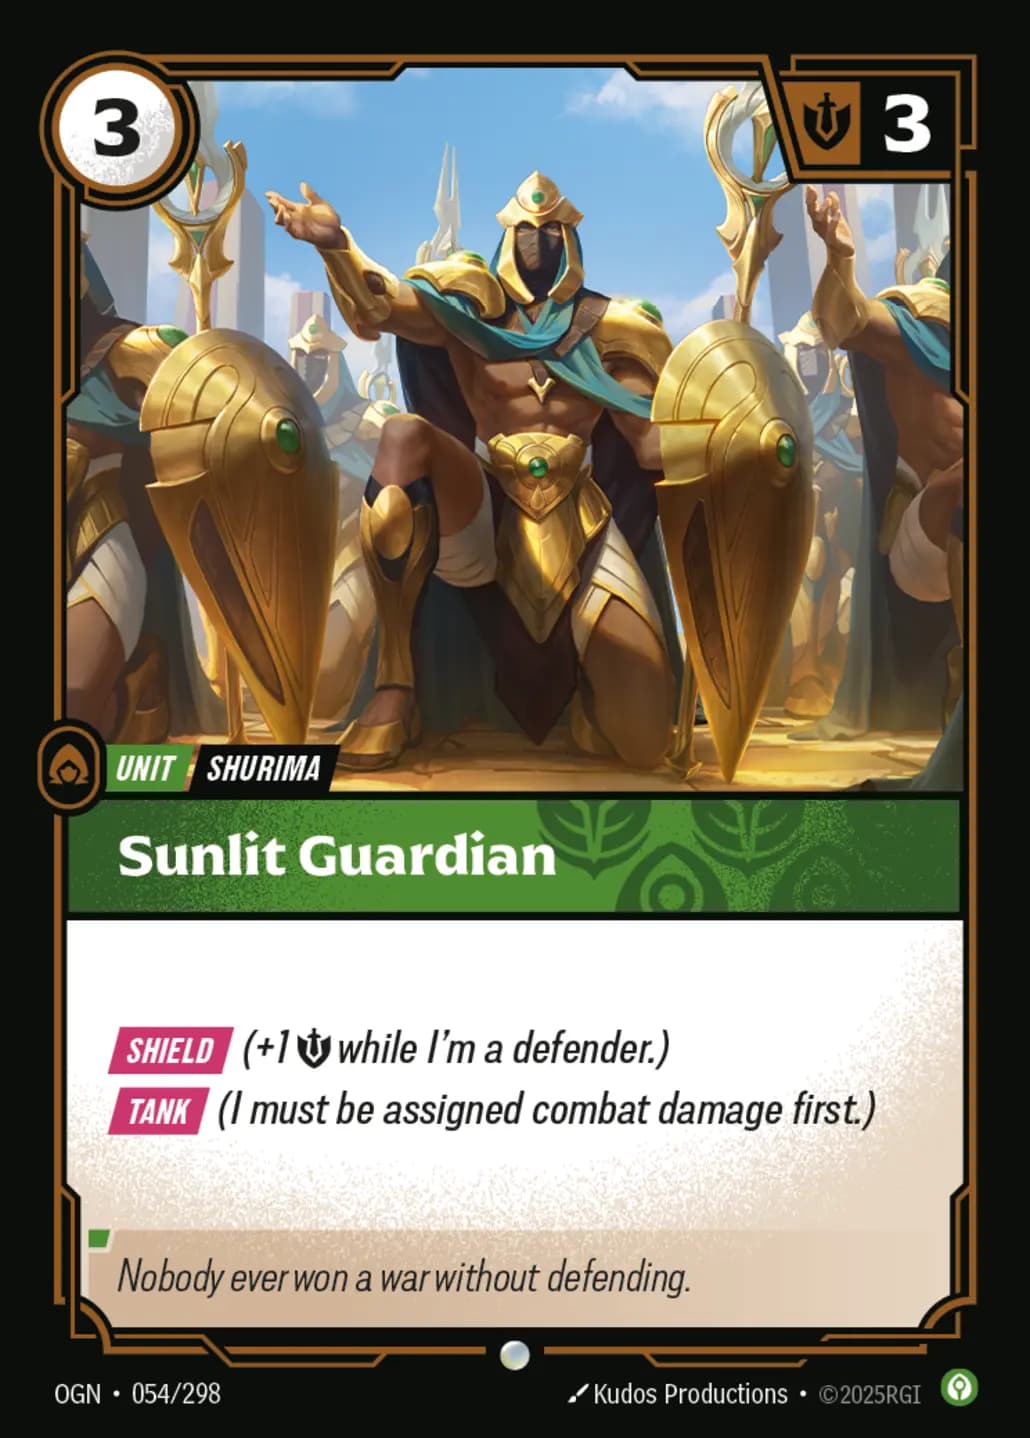 3
3
UNIT SHURIMA
Sunlit Guardian
SHIELD (+1 while I'm a defender.)
TANK (I must be assigned combat damage first.)
Nobody ever won a war without defending.
OGN • 054/298 Kudos Productions • ©2025RGI